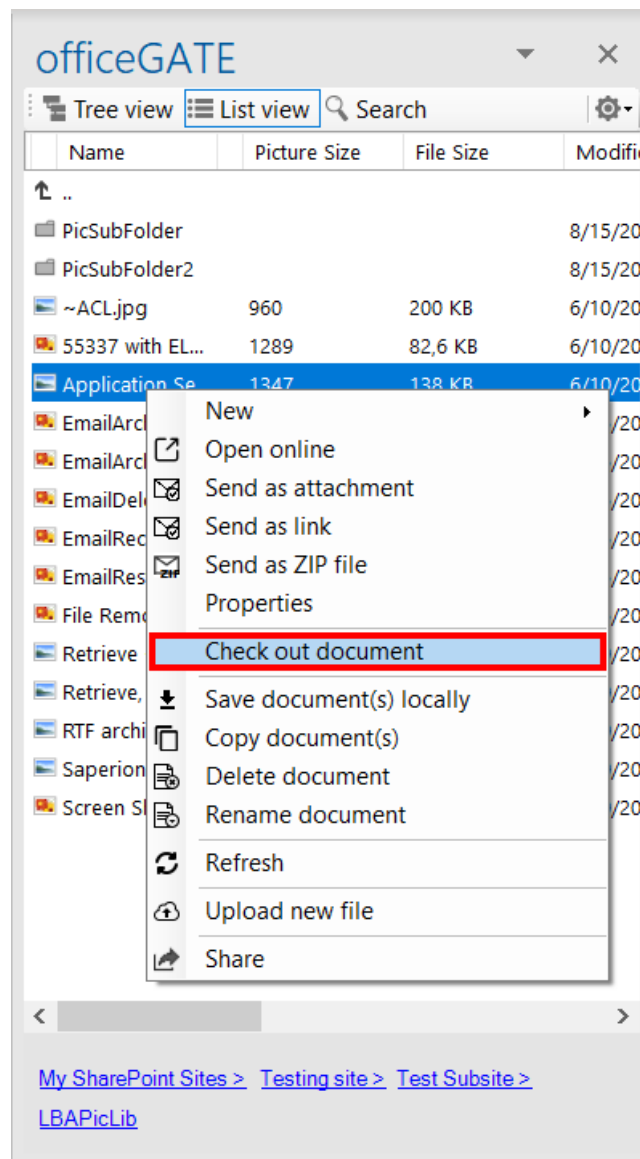 officeGATE
Tree view List view Search
Name Picture Size File Size Modifi
..
PicSubFolder 8/15/20
PicSubFolder2 8/15/20
~ACL.jpg 960 200 KB 6/10/20
55337 with EL... 1289 82,6 KB 6/10/20
Application Se 1347 138 KB 6/10/20
New
EmailArcl /20
Open online
EmailArcl /20
Send as attachment
EmailDel /20
Send as link
EmailRec /20
ZIP Send as ZIP file
EmailRes /20
Properties
File Remo /20
Check out document
Retrieve /20
Save document(s) locally
Retrieve, /20
Copy document(s)
RTF archi /20
Delete document
Saperion /20
Rename document
Screen Sl /20
Refresh
Upload new file
Share
My SharePoint Sites > Testing site > Test Subsite >
LBAPicLib